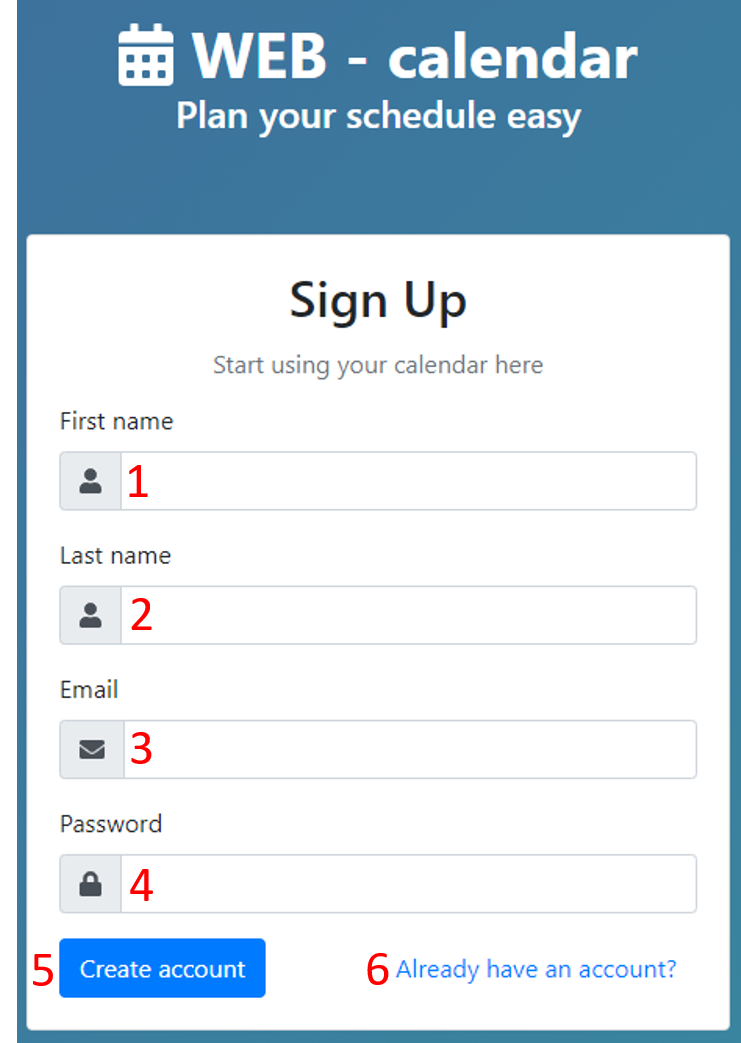 WEB - calendar
Plan your schedule easy
Sign Up
Start using your calendar here
First name
1
Last name
2
Email
3
Password
4
5 Create account 6 Already have an account?